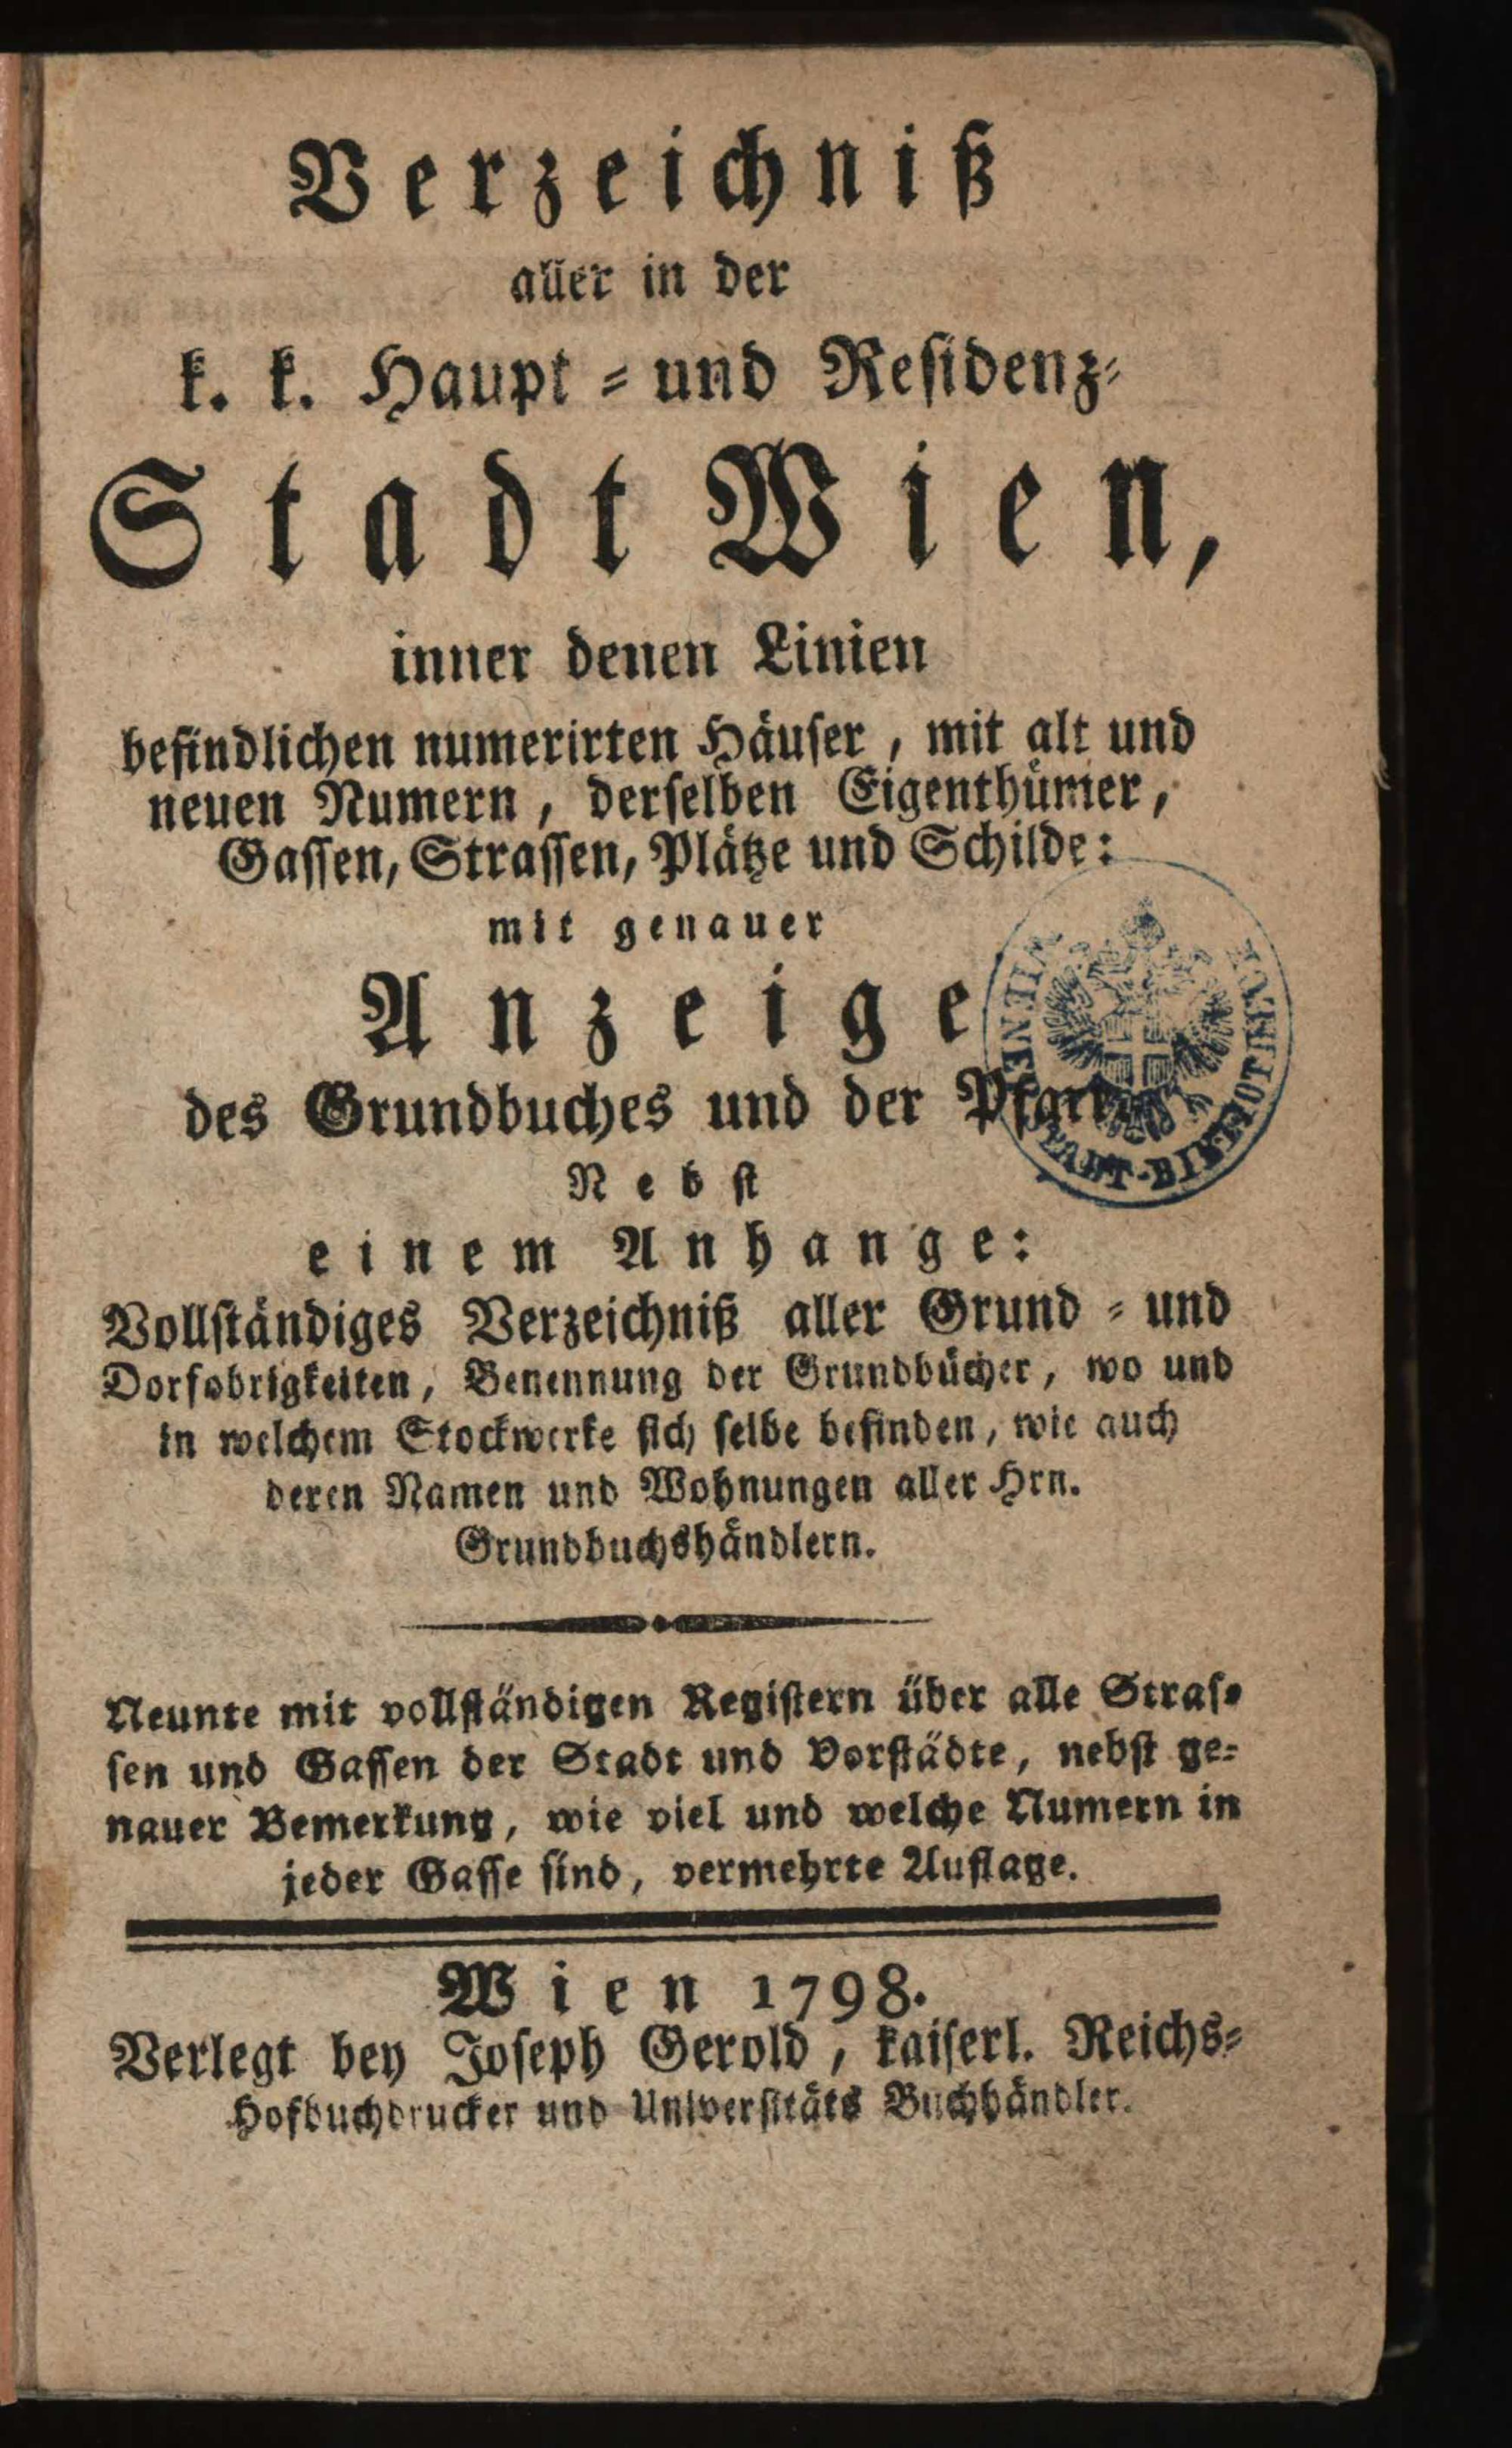 Verzeichniß
aller in der
k. k. Haupt = und Residenz=
Stadt Wien,
inner denen Linien
befindlichen numerirten Häuser, mit alt und
neuen Numern, derselben Eigenthümer,
Gassen, Strassen, Plätze und Schilde:
mit genauer
Anzeige
des Grundbuches und der
Nebst
einem Anhange:
Vollständiges Verzeichniß aller Grund = und
Dorfobrigkeiten, Benennung der Grundbücher, wo und
in welchem Stockwerke sich selbe befinden, wie auch
deren Namen und Wohnungen aller Hrn.
Grundbuchshändlern.
Neunte mit vollständigen Registern über alle Stras=
sen und Gassen der Stadt und Vorstädte, nebst ge=
nauer Bemerkung, wie viel und welche Numern in
jeder Gasse sind, vermehrte Auflage.
Wien 1798.
Verlegt bey Joseph Gerold, kaiserl. Reichs=
Hofbuchdrucker und Universitäts Buchhändler.